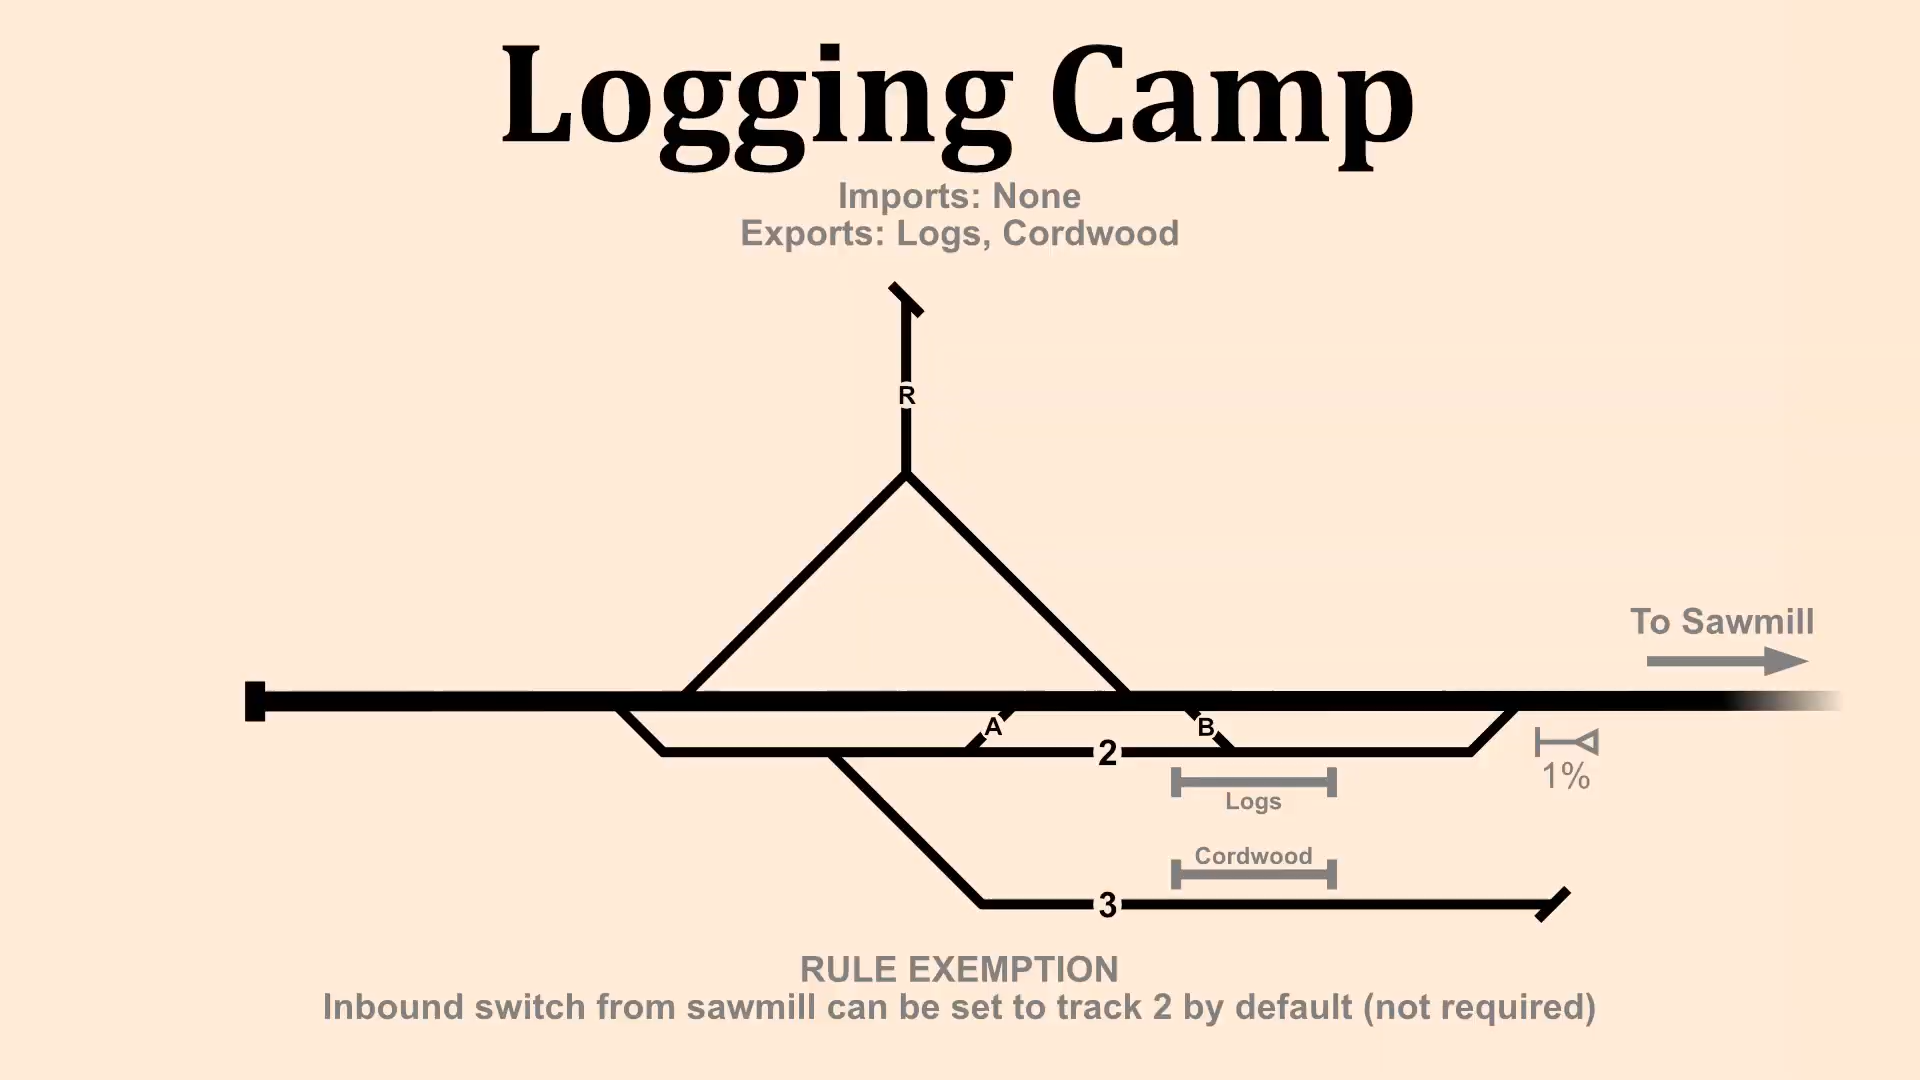 Logging Camp
Imports: None
Exports: Logs, Cordwood
R
To Sawmill
A
B
2
1%
Logs
Cordwood
3
RULE EXEMPTION
Inbound switch from sawmill can be set to track 2 by default (not required)